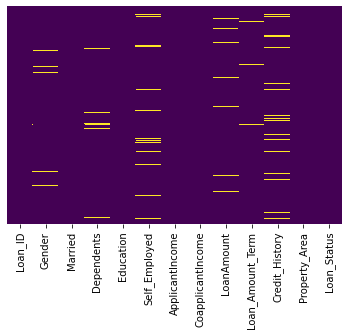 Loan_ID
Gender
Married
Dependents
Education
Self_Employed
ApplicantIncome
CoapplicantIncome
LoanAmount
Loan_Amount_Term
Credit_History
Property_Area
Loan_Status